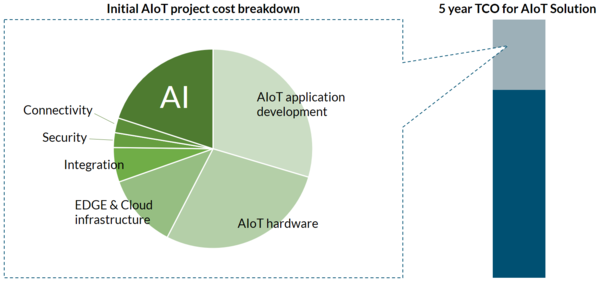 Initial AIoT project cost breakdown
5 year TCO for AIoT Solution
AI
AIoT application
development
Connectivity
Security
Integration
EDGE & Cloud
infrastructure
AIoT hardware